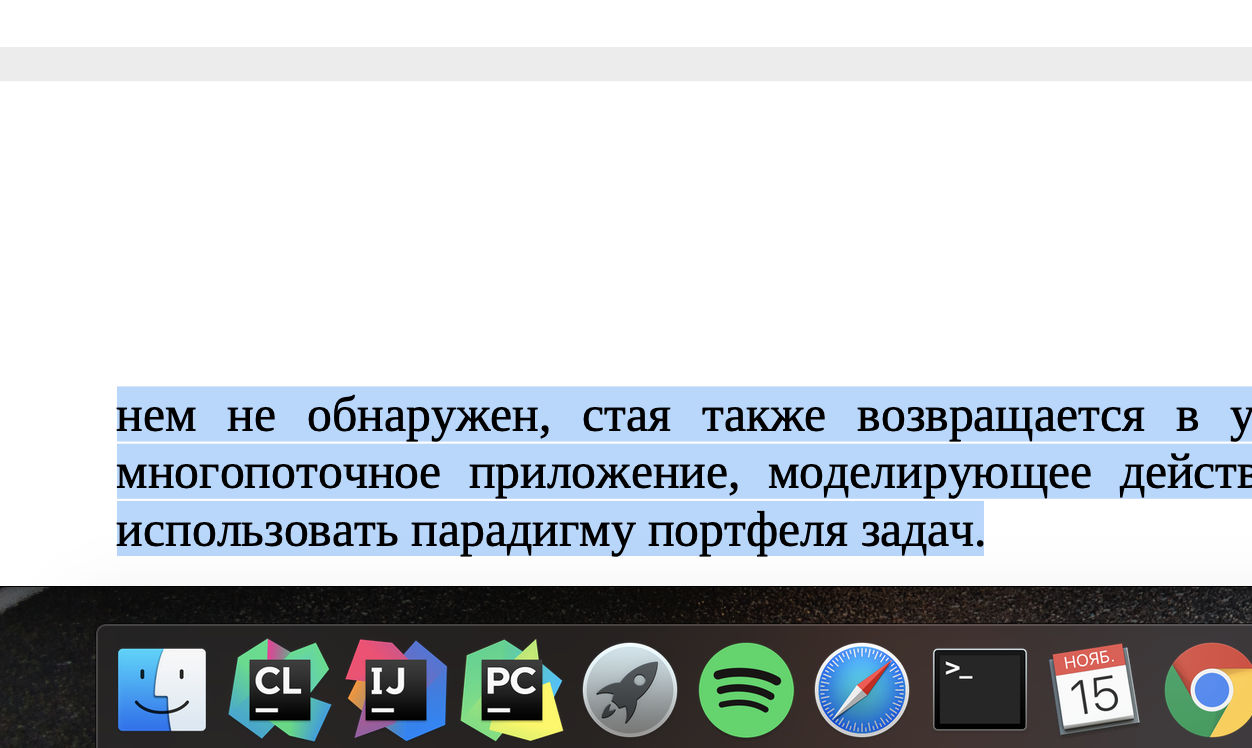 нем не обнаружен, стая также возвращается в
многопоточное приложение, моделирующее
использовать парадигму портфеля задач.
CL
IJ
PC
>_
НОЯБ.
15